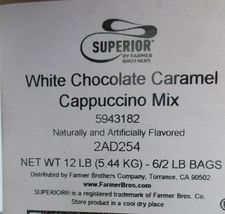 SUPERIOR®
BY FARMER
BROTHERS
White Chocolate Caramel
Cappuccino Mix
5943182
Naturally and Artificially Flavored
2AD254
NET WT 12 LB (5.44 KG) - 6/2 LB BAGS
Distributed by Farmer Brothers Company, Torrance, CA 90502
www.FarmerBros.com
SUPERIOR® is a registered trademark of Farmer Bros. Co.
Store product in a cool dry place